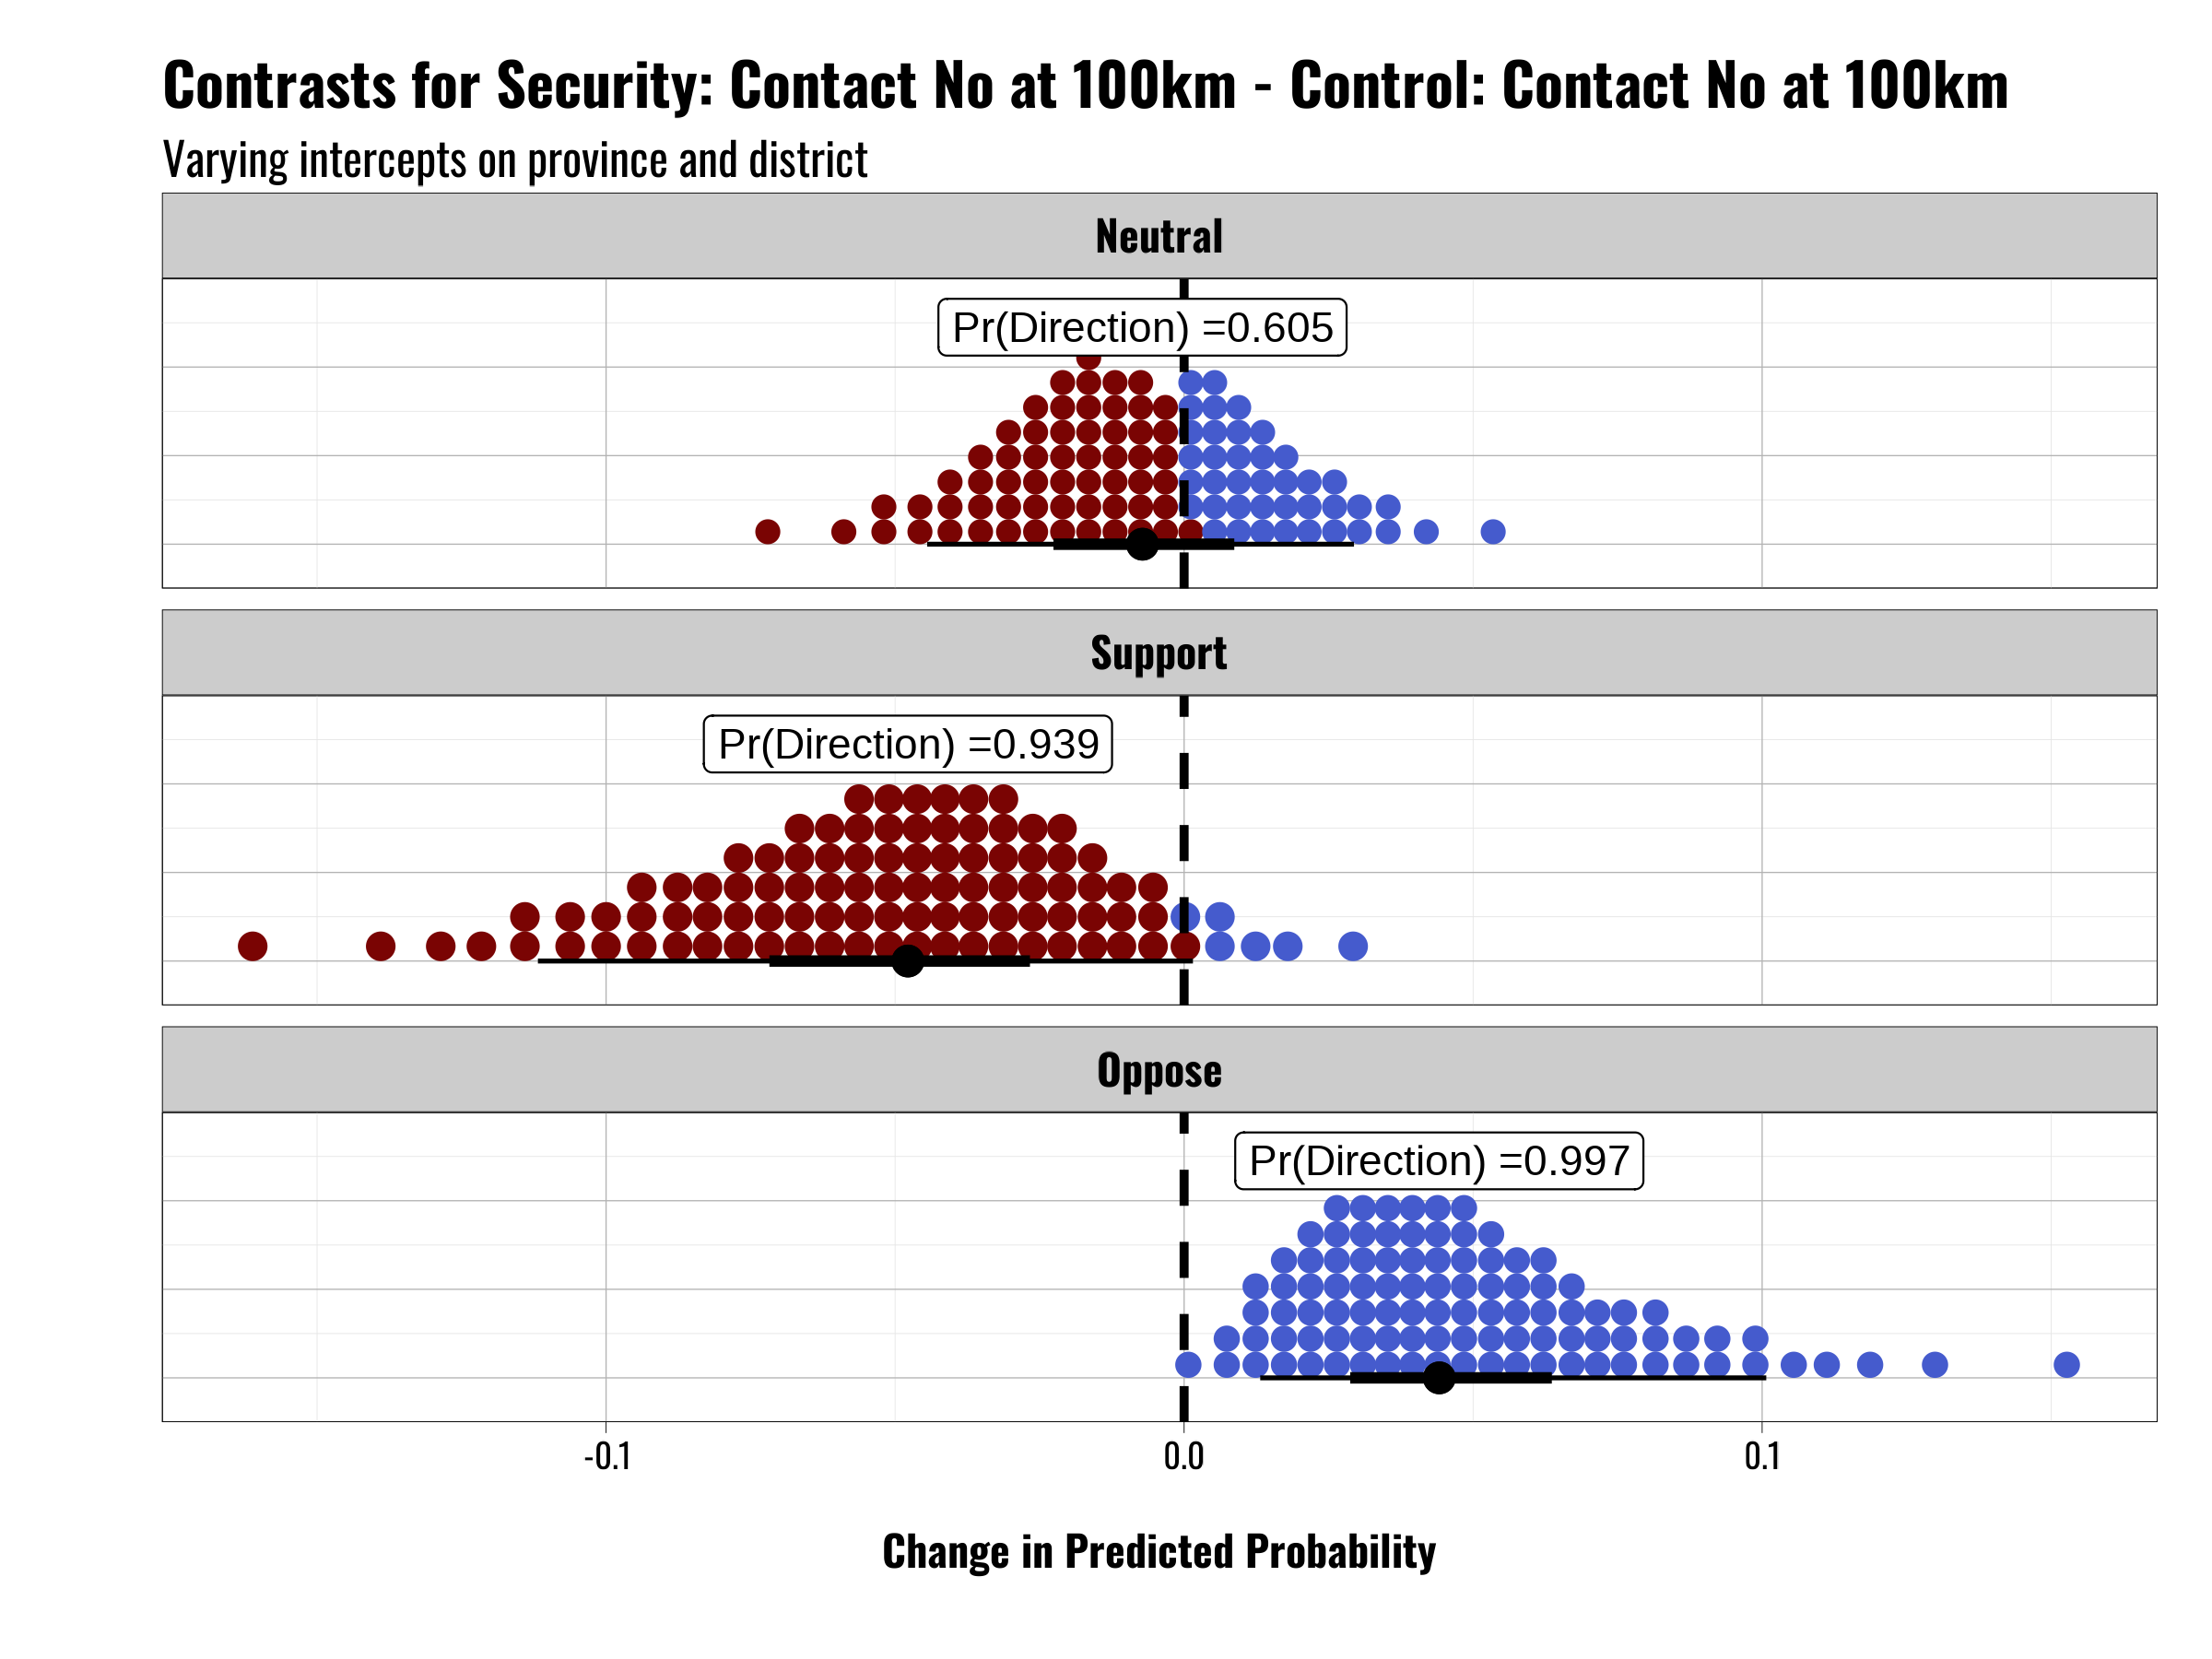 Contrasts for Security: Contact No at 100km - Control: Contact No at 100km
Varying intercepts on province and district
Neutral
Pr(Direction) =0.605
Support
Pr(Direction) =0.939
Oppose
Pr(Direction) =0.997
-0.1 0.0 0.1
Change in Predicted Probability